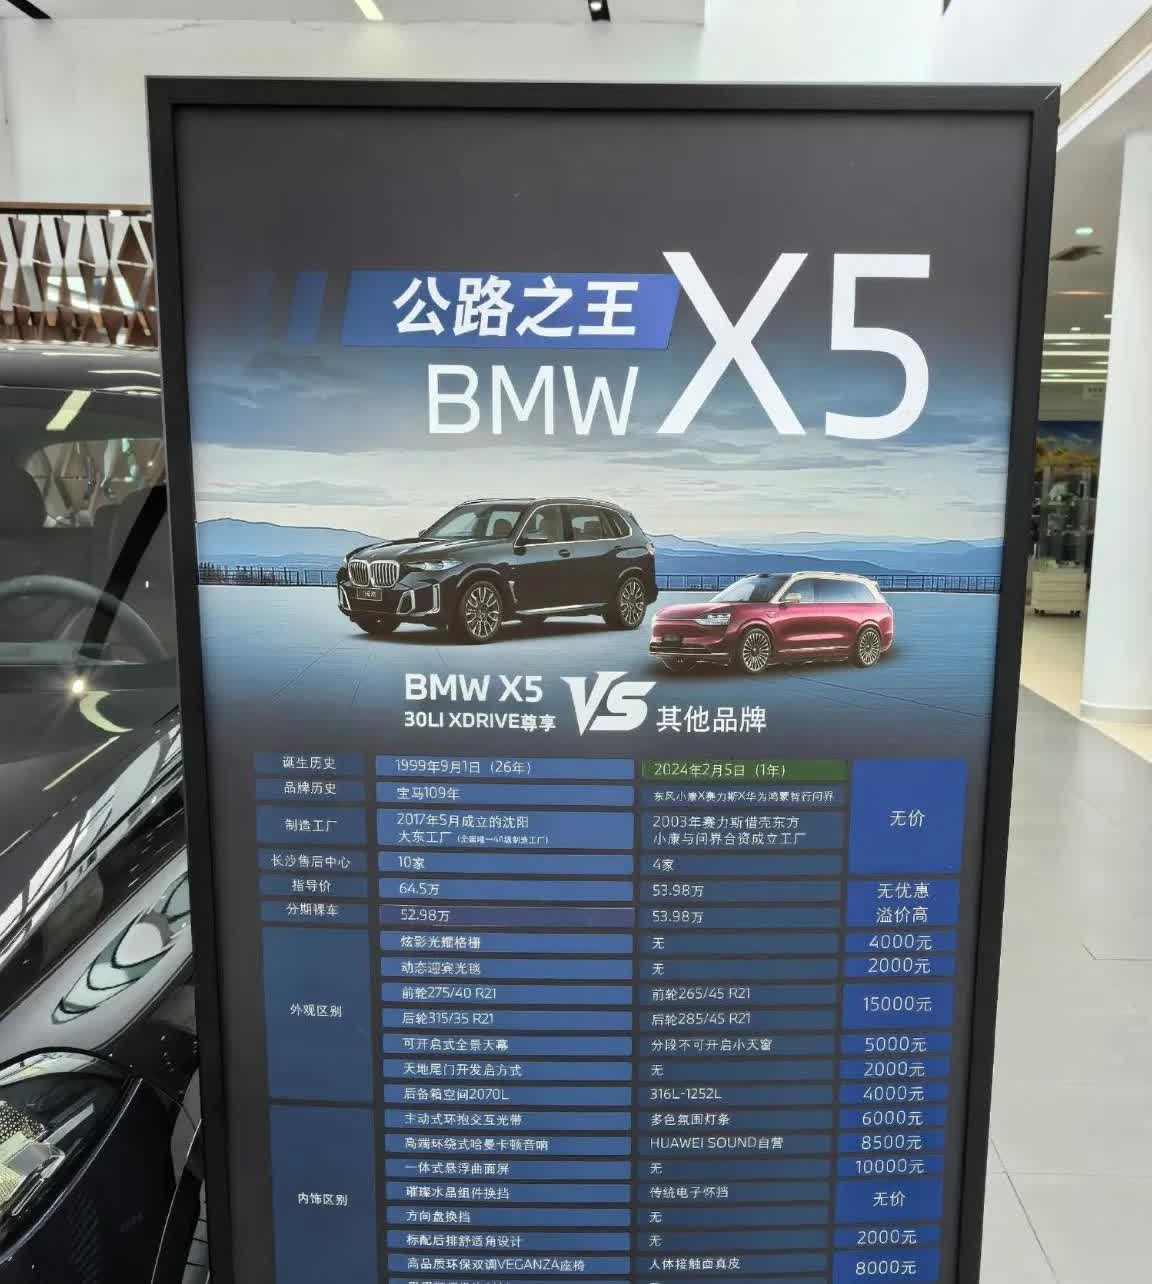 公路之王
BMW X5
BMW X5
30LI XDRIVE尊享
VS
其他品牌
诞生历史 1999年9月1日（26年） 2024年2月5日（1年）
品牌历史 宝马109年 东风小康X赛力斯X华为鸿蒙智行问界
无价
制造工厂 2017年5月成立的沈阳 2003年赛力斯借壳东方
大东工厂 小康与问界合资成立工厂
长沙售后中心 10家 4家
指导价 64.5万 53.98万 无优惠
分期裸车 52.98万 53.98万 溢价高
炫影光耀格栅 无 4000元
动态迎宾光毯 无 2000元
外观区别
前轮275/40 R21 前轮265/45 R21 15000元
后轮315/35 R21 后轮285/45 R21
可开启式全景天幕 分段不可开启小天窗 5000元
天地尾门开发启方式 无 2000元
后备箱空间2070L 316L-1252L 4000元
主动式环抱交互光带 多色氛围灯条 6000元
高端环绕式哈曼卡顿音响 HUAWEI SOUND自营 8500元
一体式悬浮曲面屏 无 10000元
内饰区别 璀璨水晶组件换挡 传统电子怀挡 无价
方向盘换挡 无
标配后排舒适角设计 无 2000元
高品质环保双调VEGANZA座椅 人体接触面真皮 8000元